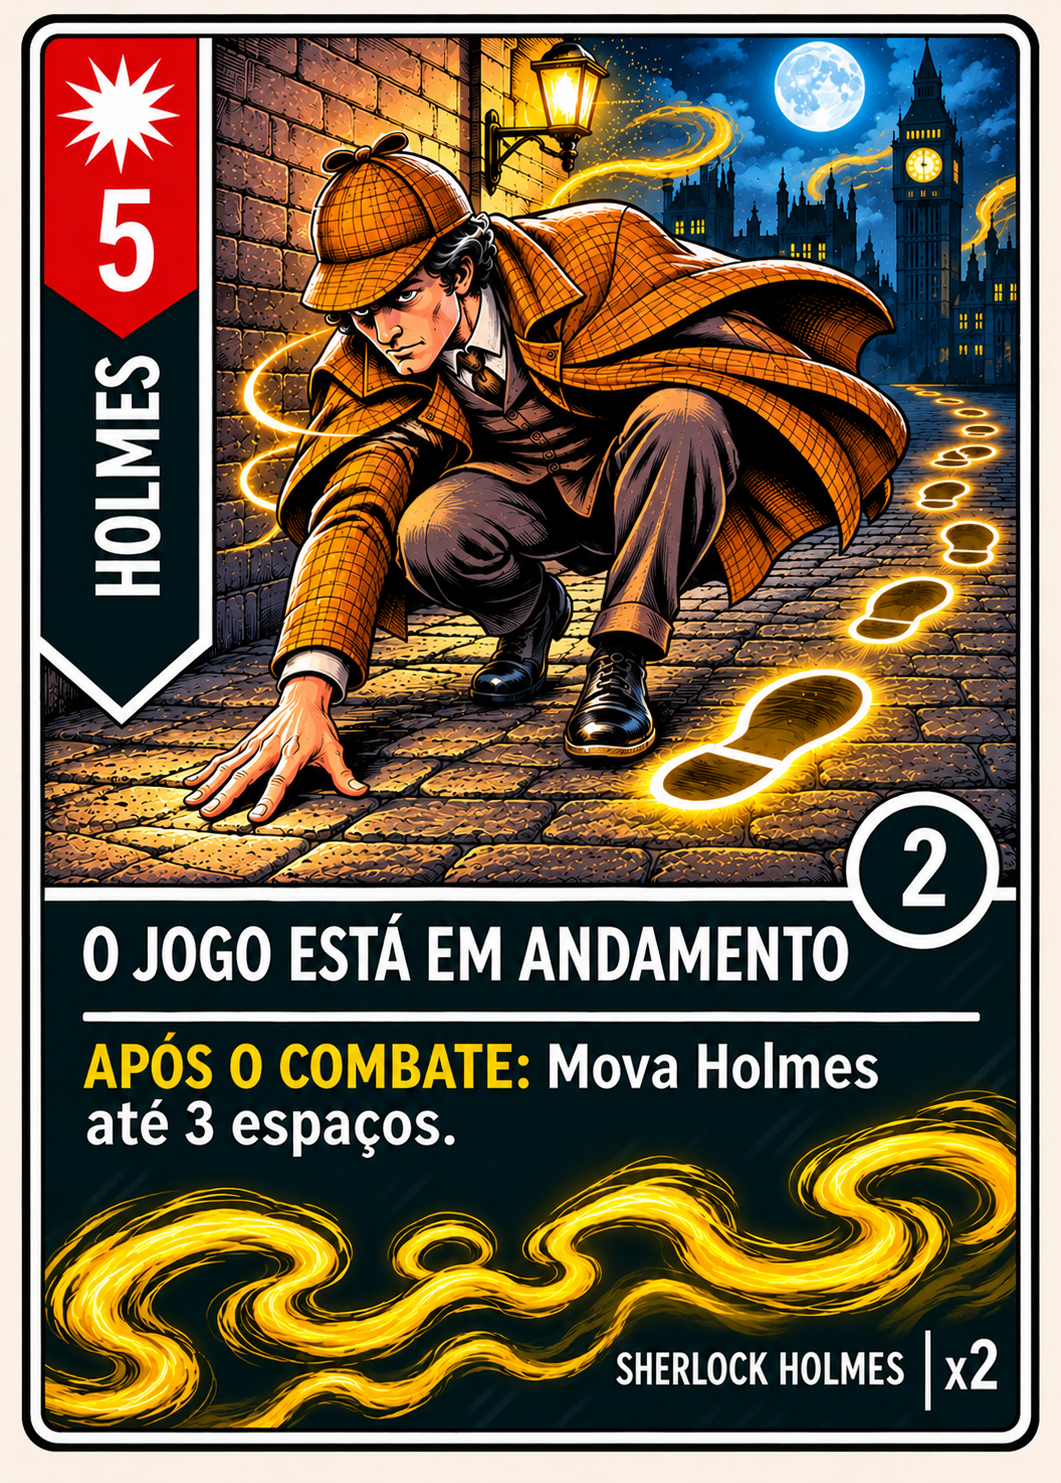 5
HOLMES
2
O JOGO ESTÁ EM ANDAMENTO
APÓS O COMBATE: Mova Holmes
até 3 espaços.
SHERLOCK HOLMES | x2